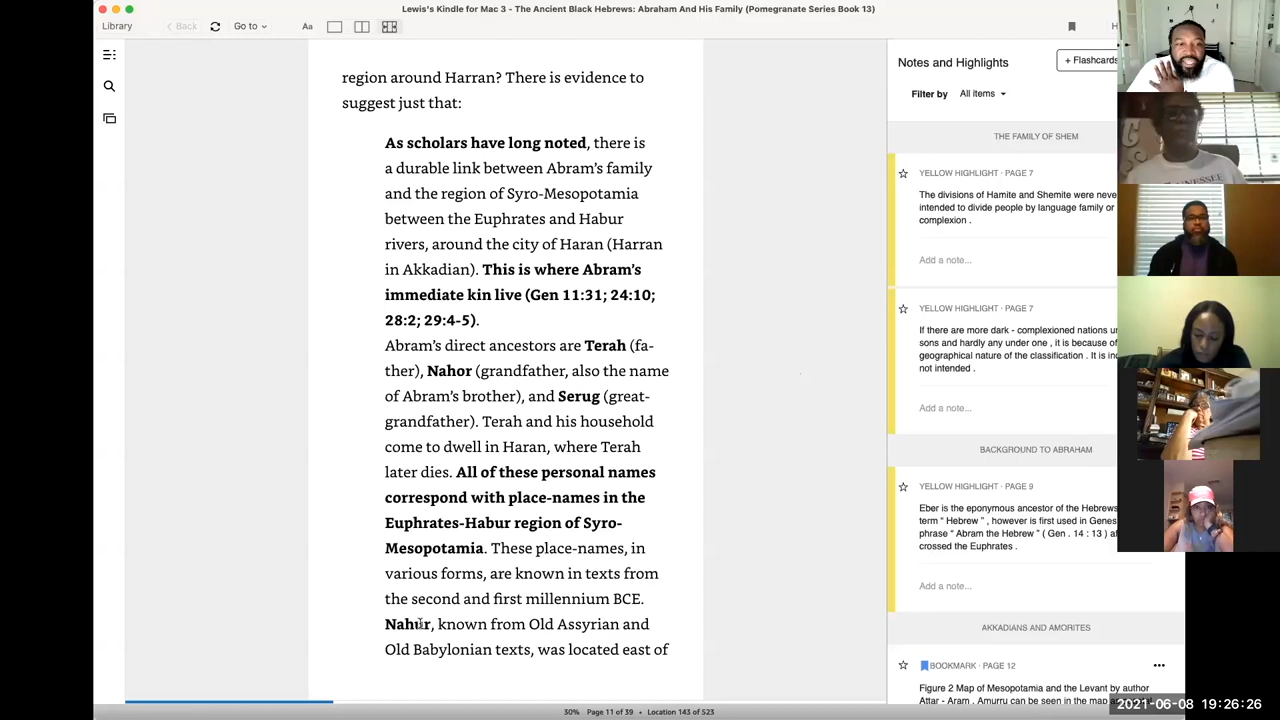 Lewis's Kindle for Mac 3 - The Ancient Black Hebrews: Abraham And His Family (Pomegranate Series Book 13)
Library
Back
Go to
Aa
H
region around Harran? There is evidence to
suggest just that:
As scholars have long noted, there is
a durable link between Abram's family
and the region of Syro-Mesopotamia
between the Euphrates and Habur
rivers, around the city of Haran (Harran
in Akkadian). This is where Abram's
immediate kin live (Gen 11:31; 24:10;
28:2; 29:4-5).
Abram's direct ancestors are Terah (fa-
ther), Nahor (grandfather, also the name
of Abram's brother), and Serug (great-
grandfather). Terah and his household
come to dwell in Haran, where Terah
later dies. All of these personal names
correspond with place-names in the
Euphrates-Habur region of Syro-
Mesopotamia. These place-names, in
various forms, are known in texts from
the second and first millennium BCE.
Nahur, known from Old Assyrian and
Old Babylonian texts, was located east of
30% Page 11 of 39 • Location 143 of 523
Notes and Highlights
+ Flashcards
Filter by All items
THE FAMILY OF SHEM
YELLOW HIGHLIGHT · PAGE 7
The divisions of Hamite and Shemite were neve
intended to divide people by language family or
complexion .
Add a note...
YELLOW HIGHLIGHT · PAGE 7
If there are more dark - complexioned nations un
sons and hardly any under one , it is because of
geographical nature of the classification . It is in
not intended .
Add a note...
BACKGROUND TO ABRAHAM
YELLOW HIGHLIGHT · PAGE 9
Eber is the eponymous ancestor of the Hebrews
term " Hebrew " , however is first used in Genes
phrase " Abram the Hebrew " ( Gen . 14 : 13 ) af
crossed the Euphrates .
Add a note...
AKKADIANS AND AMORITES
BOOKMARK · PAGE 12
Figure 2 Map of Mesopotamia and the Levant by author
Attar - Aram . Amurru can be seen in the map a
2021-06-08 19:26:26